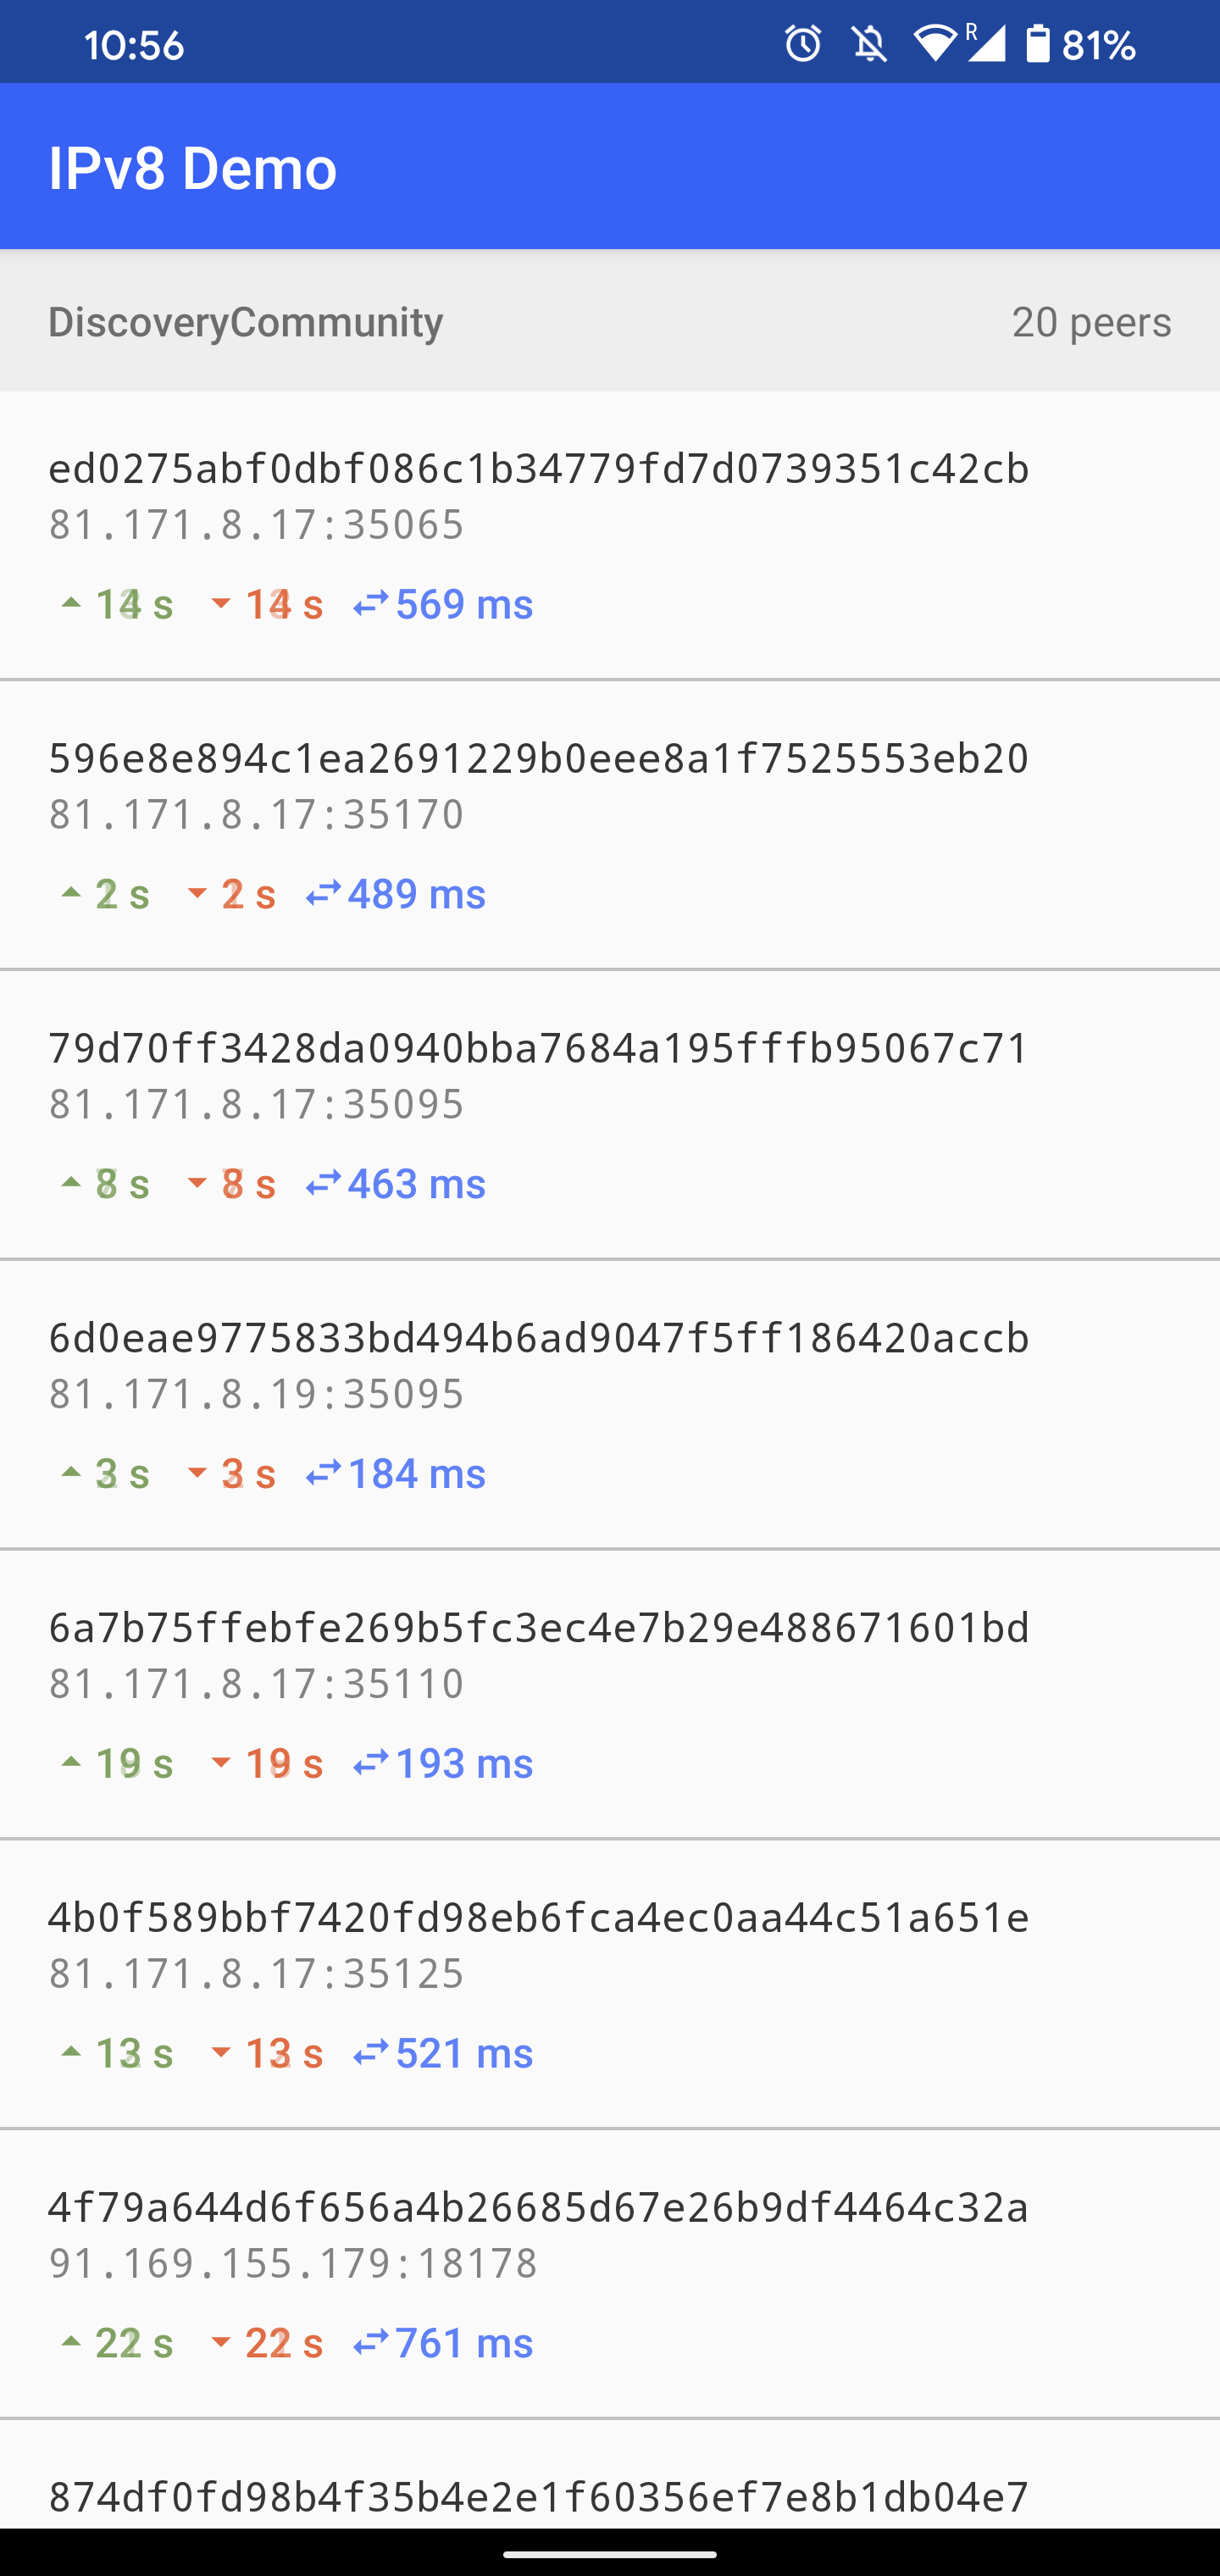 10:56 R 81%
IPv8 Demo
DiscoveryCommunity 20 peers
ed0275abf0dbf086c1b34779fd7d0739351c42cb
81.171.8.17:35065
14 s 14 s 569 ms
596e8e894c1ea2691229b0eee8a1f7525553eb20
81.171.8.17:35170
2 s 2 s 489 ms
79d70ff3428da0940bba7684a195fffb95067c71
81.171.8.17:35095
8 s 8 s 463 ms
6d0eae9775833bd494b6ad9047f5ff186420accb
81.171.8.19:35095
3 s 3 s 184 ms
6a7b75ffebfe269b5fc3ec4e7b29e488671601bd
81.171.8.17:35110
19 s 19 s 193 ms
4b0f589bbf7420fd98eb6fca4ec0aa44c51a651e
81.171.8.17:35125
13 s 13 s 521 ms
4f79a644d6f656a4b26685d67e26b9df4464c32a
91.169.155.179:18178
22 s 22 s 761 ms
874df0fd98b4f35b4e2e1f60356ef7e8b1db04e7